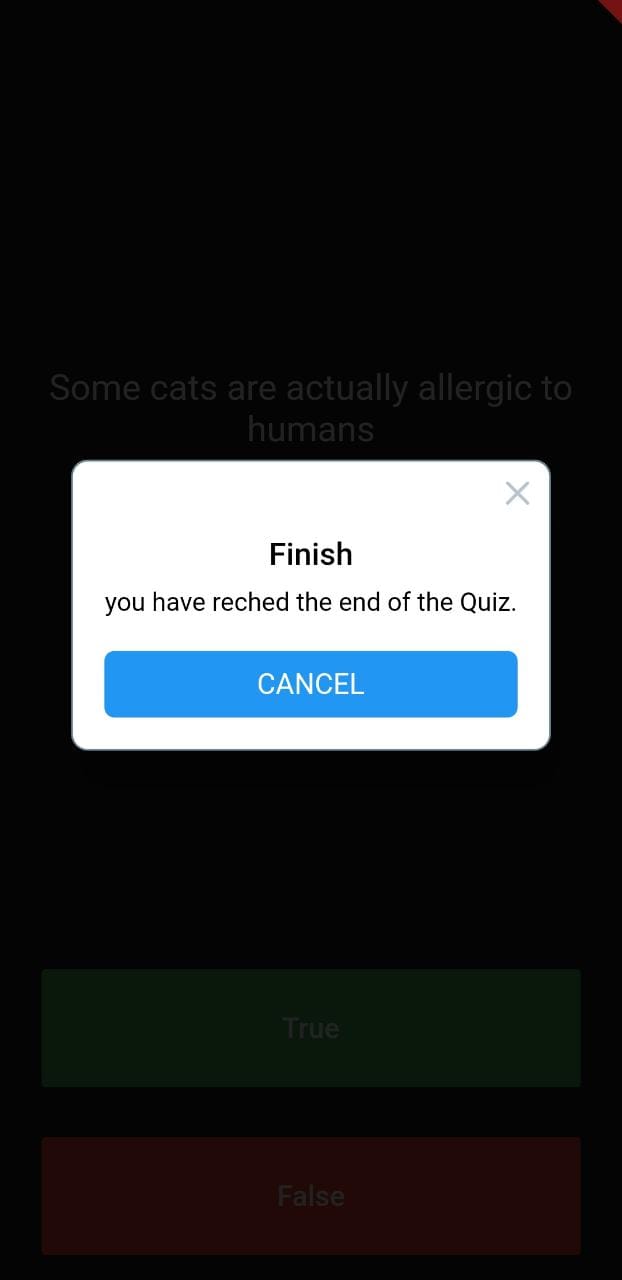 Some cats are actually allergic to
humans
Finish
you have reched the end of the Quiz.
CANCEL
True
False